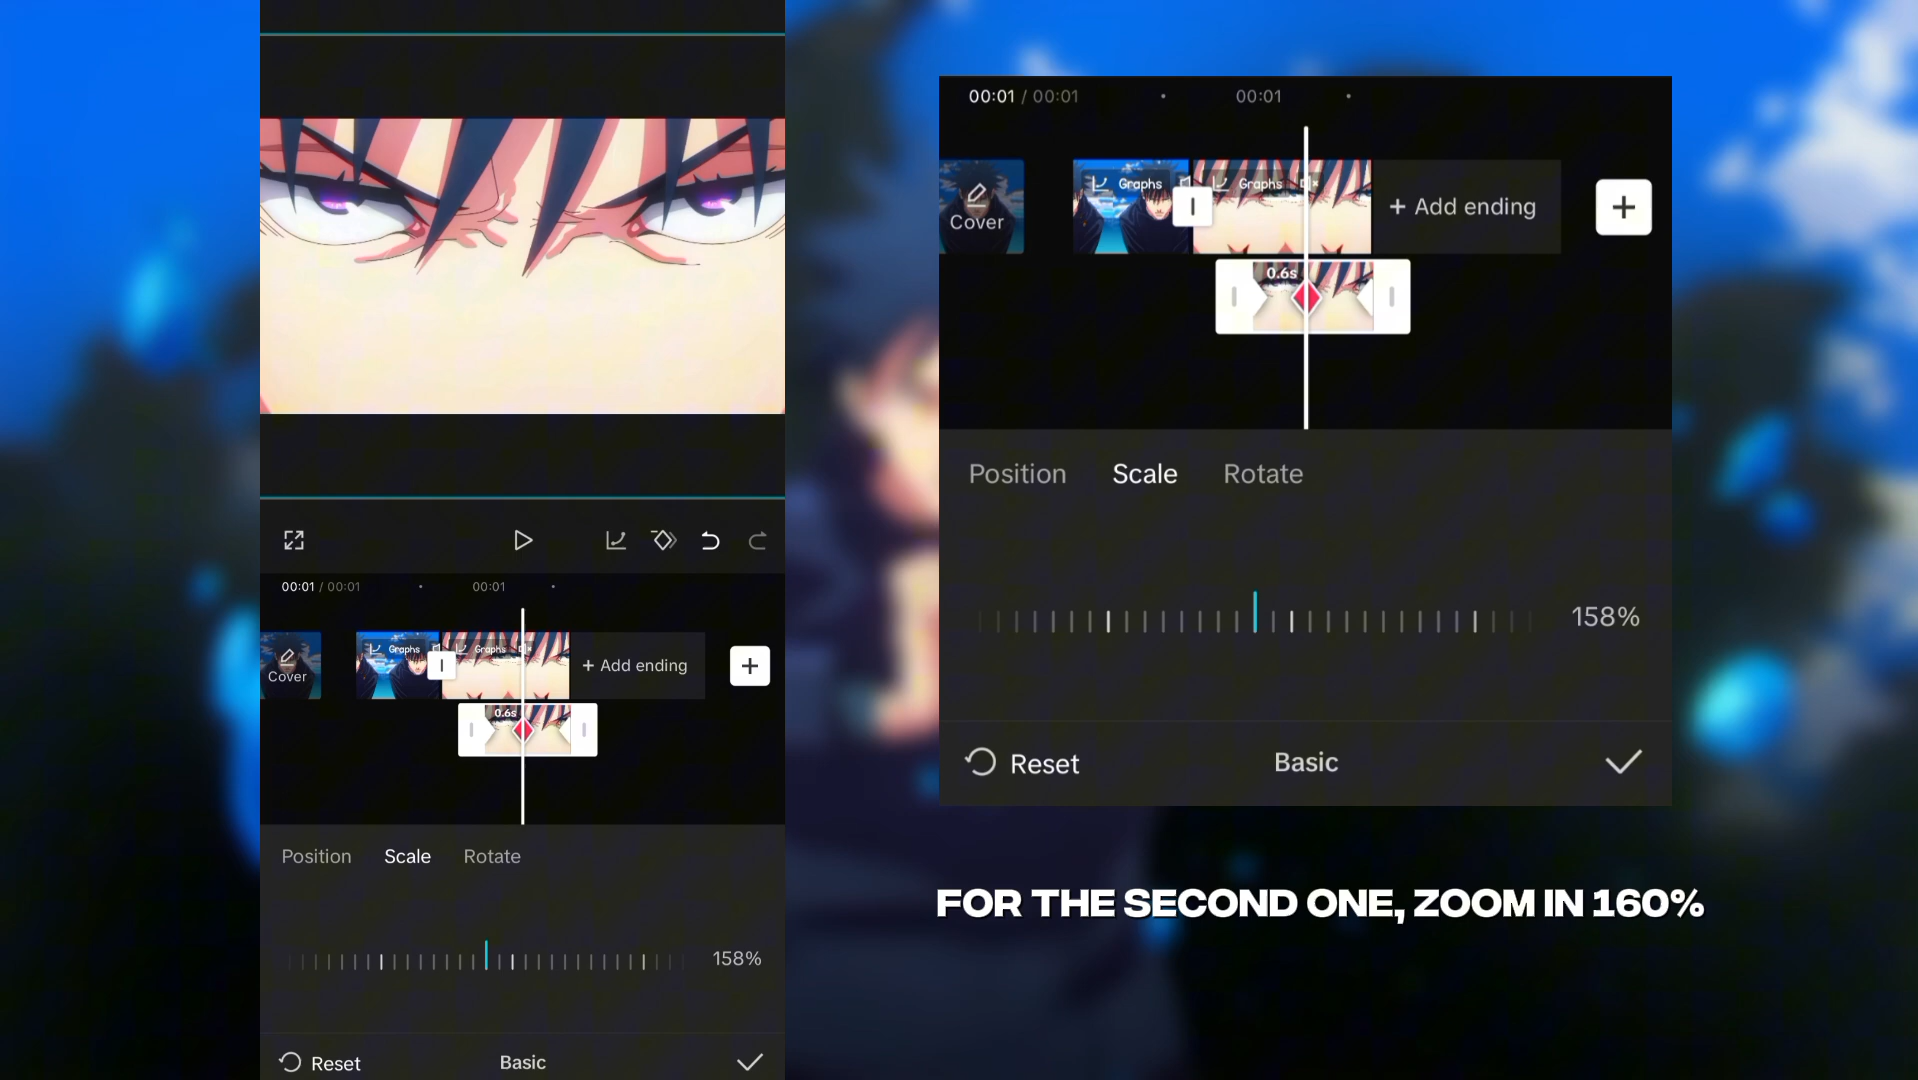 00:01 / 00:01
00:01
Cover
Graphs
Graphs
+ Add ending
0.6s
Position
Scale
Rotate
158%
Reset
Basic
00:01 / 00:01
00:01
Cover
Graphs
Graphs
+ Add ending
0.6s
Position
Scale
Rotate
158%
Reset
Basic
FOR THE SECOND ONE, ZOOM IN 160%